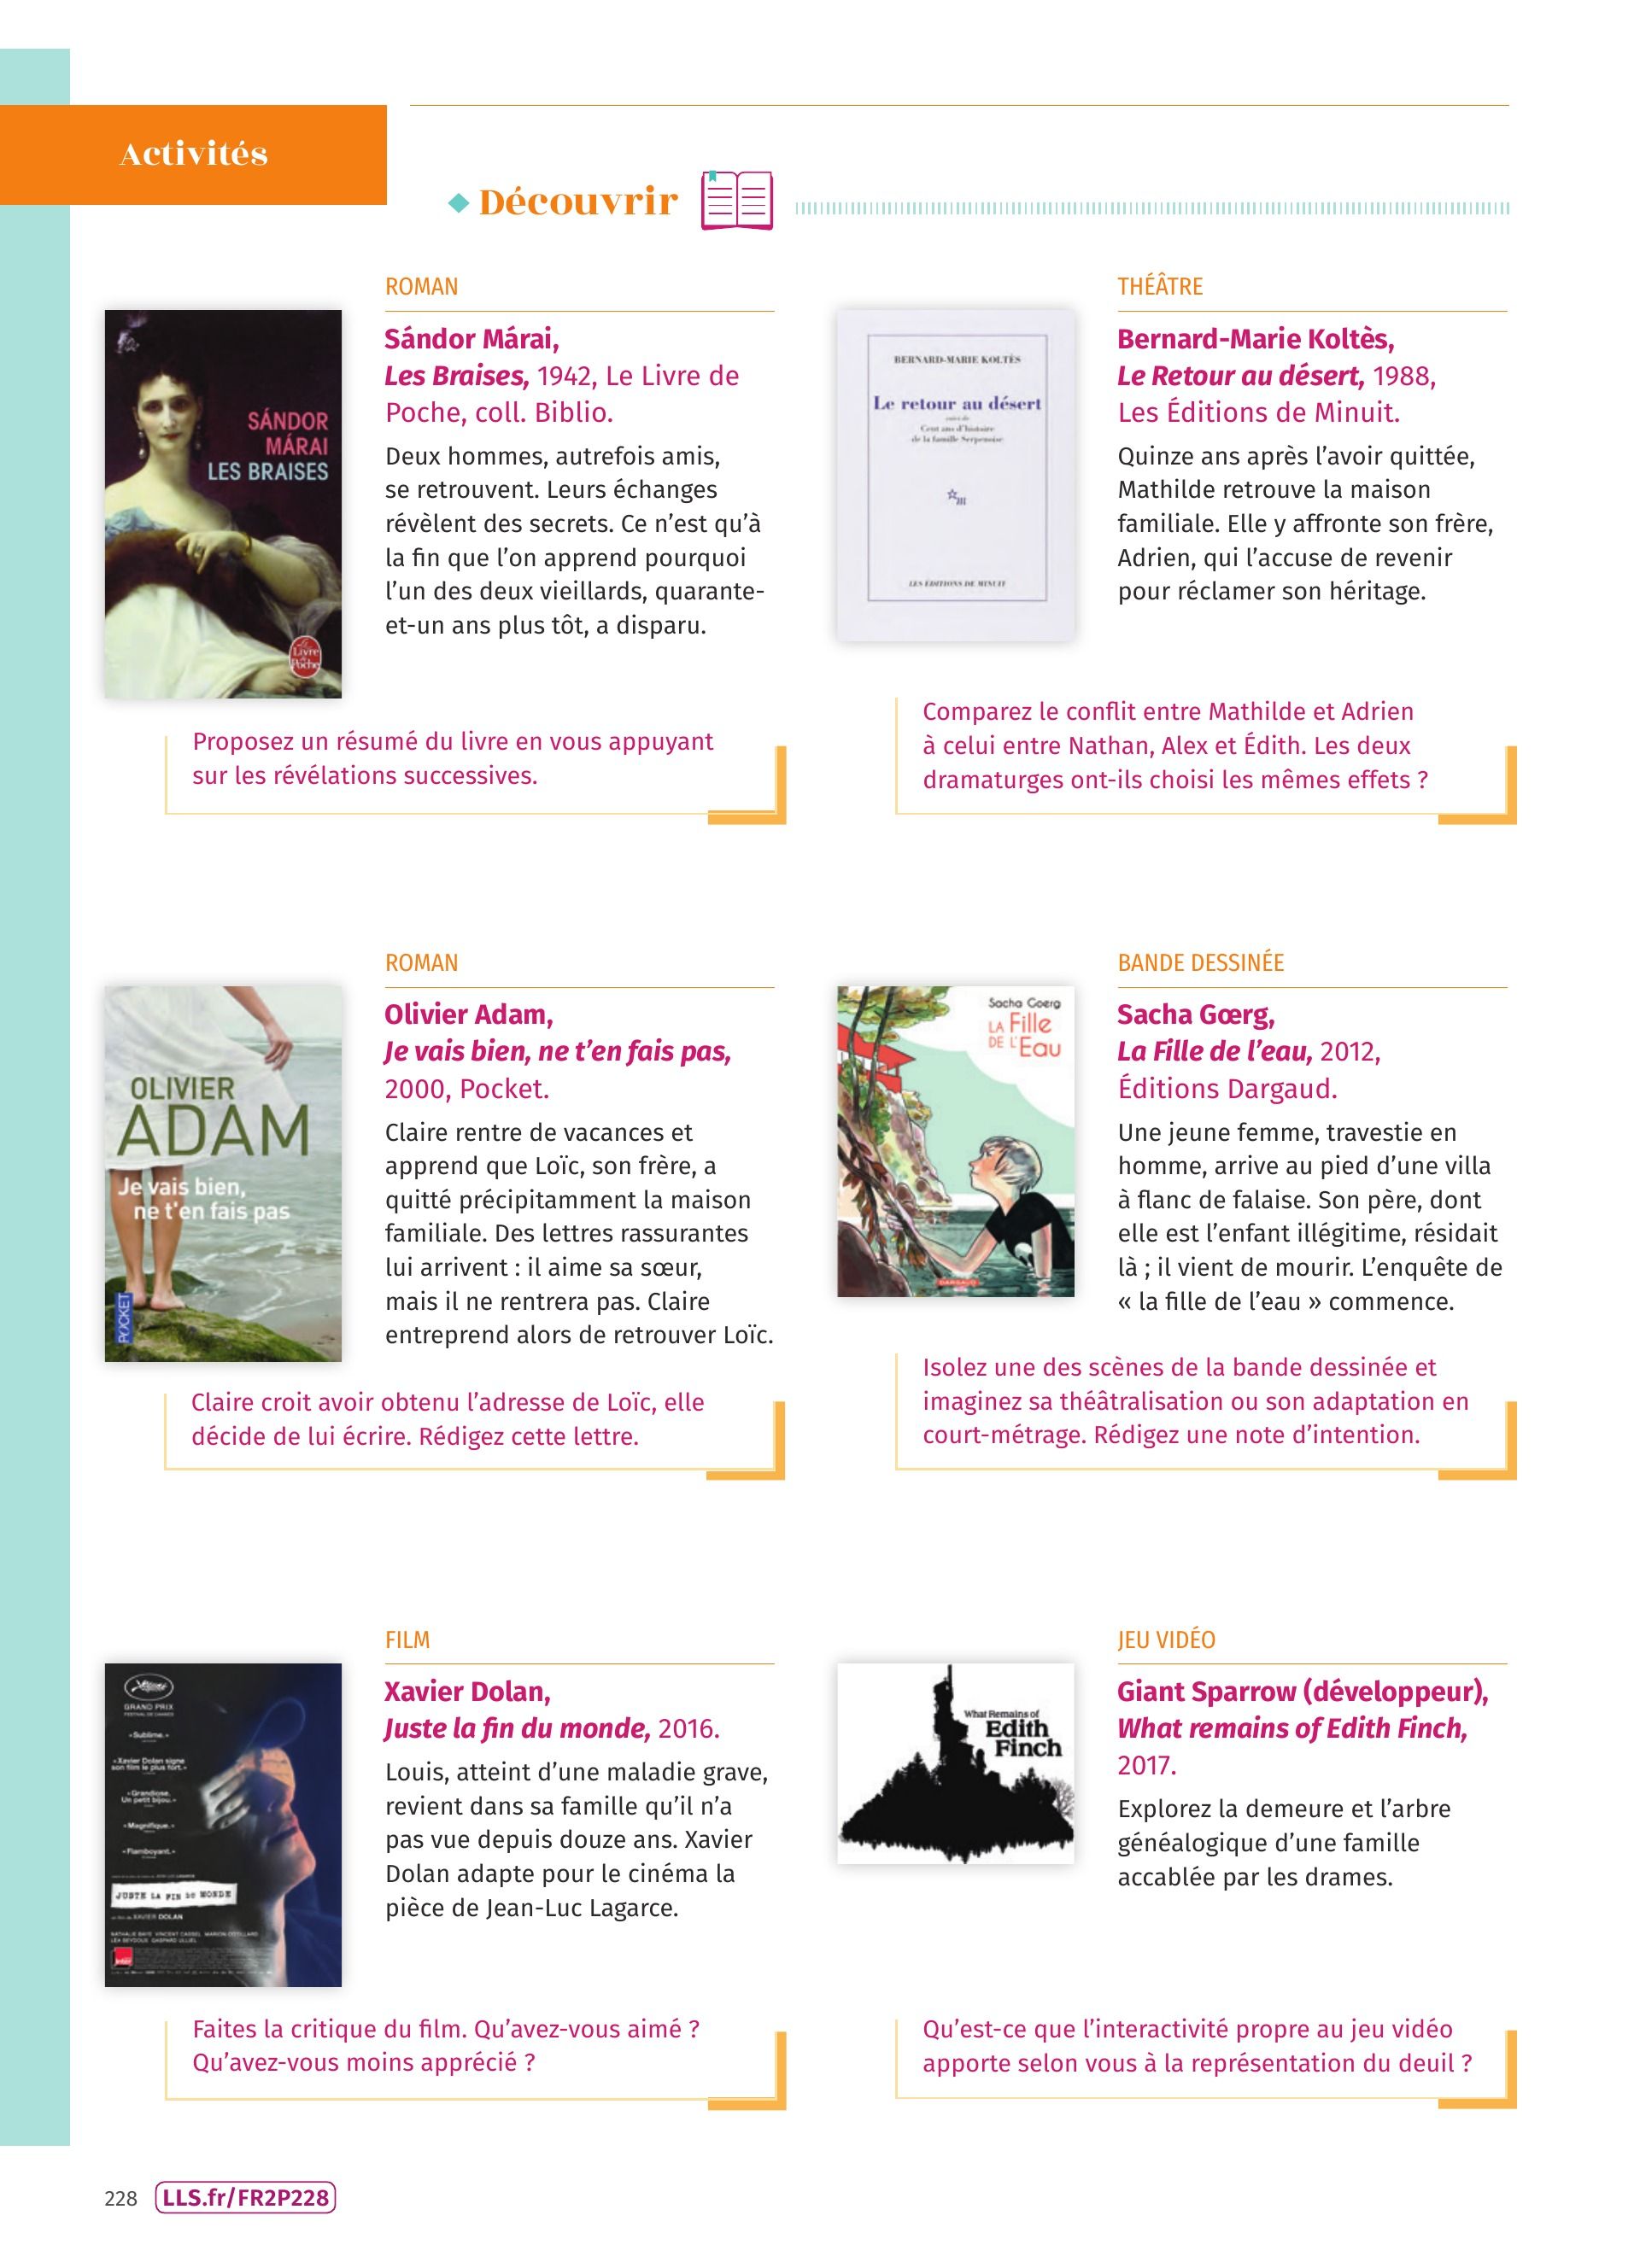 Activités
Découvrir
ROMAN
SÁNDOR
MÁRAI
LES BRAISES
Le
Livre
de
Poche
Sándor Márai,
Les Braises, 1942, Le Livre de
Poche, coll. Biblio.
Deux hommes, autrefois amis,
se retrouvent. Leurs échanges
révèlent des secrets. Ce n’est qu’à
la fin que l’on apprend pourquoi
l’un des deux vieillards, quarante-
et-un ans plus tôt, a disparu.
Proposez un résumé du livre en vous appuyant
sur les révélations successives.
THÉÂTRE
BERNARD-MARIE KOLTÈS
Le retour au désert
suivi de
Cent ans d'histoire
de la famille Serpenoise
LES ÉDITIONS DE MINUIT
Bernard-Marie Koltès,
Le Retour au désert, 1988,
Les Éditions de Minuit.
Quinze ans après l’avoir quittée,
Mathilde retrouve la maison
familiale. Elle y affronte son frère,
Adrien, qui l’accuse de revenir
pour réclamer son héritage.
Comparez le conflit entre Mathilde et Adrien
à celui entre Nathan, Alex et Édith. Les deux
dramaturges ont-ils choisi les mêmes effets ?
ROMAN
OLIVIER
ADAM
Je vais bien,
ne t'en fais pas
POCKET
Olivier Adam,
Je vais bien, ne t’en fais pas,
2000, Pocket.
Claire rentre de vacances et
apprend que Loïc, son frère, a
quitté précipitamment la maison
familiale. Des lettres rassurantes
lui arrivent : il aime sa sœur,
mais il ne rentrera pas. Claire
entreprend alors de retrouver Loïc.
Claire croit avoir obtenu l’adresse de Loïc, elle
décide de lui écrire. Rédigez cette lettre.
BANDE DESSINÉE
Sacha Goerg
LA Fille
DE L'Eau
DARGAUD
Sacha Gœrg,
La Fille de l’eau, 2012,
Éditions Dargaud.
Une jeune femme, travestie en
homme, arrive au pied d’une villa
à flanc de falaise. Son père, dont
elle est l’enfant illégitime, résidait
là ; il vient de mourir. L’enquête de
« la fille de l’eau » commence.
Isolez une des scènes de la bande dessinée et
imaginez sa théâtralisation ou son adaptation en
court-métrage. Rédigez une note d’intention.
FILM
GRAND PRIX
FESTIVAL DE CANNES
«Sublime.»
«Xavier Dolan signe
son film le plus fort.»
«Grandiose.
Un petit bijou.»
«Magnifique.»
«Flamboyant.»
JUSTE LA FIN DU MONDE
un film de XAVIER DOLAN
NATHALIE BAYE VINCENT CASSEL MARION COTILLARD
LÉA SEYDOUX GASPARD ULLIEL
Xavier Dolan,
Juste la fin du monde, 2016.
Louis, atteint d’une maladie grave,
revient dans sa famille qu’il n’a
pas vue depuis douze ans. Xavier
Dolan adapte pour le cinéma la
pièce de Jean-Luc Lagarce.
Faites la critique du film. Qu’avez-vous aimé ?
Qu’avez-vous moins apprécié ?
JEU VIDÉO
What Remains of
Edith
Finch
Giant Sparrow (développeur),
What remains of Edith Finch,
2017.
Explorez la demeure et l’arbre
généalogique d’une famille
accablée par les drames.
Qu’est-ce que l’interactivité propre au jeu vidéo
apporte selon vous à la représentation du deuil ?
228 LLS.fr/FR2P228